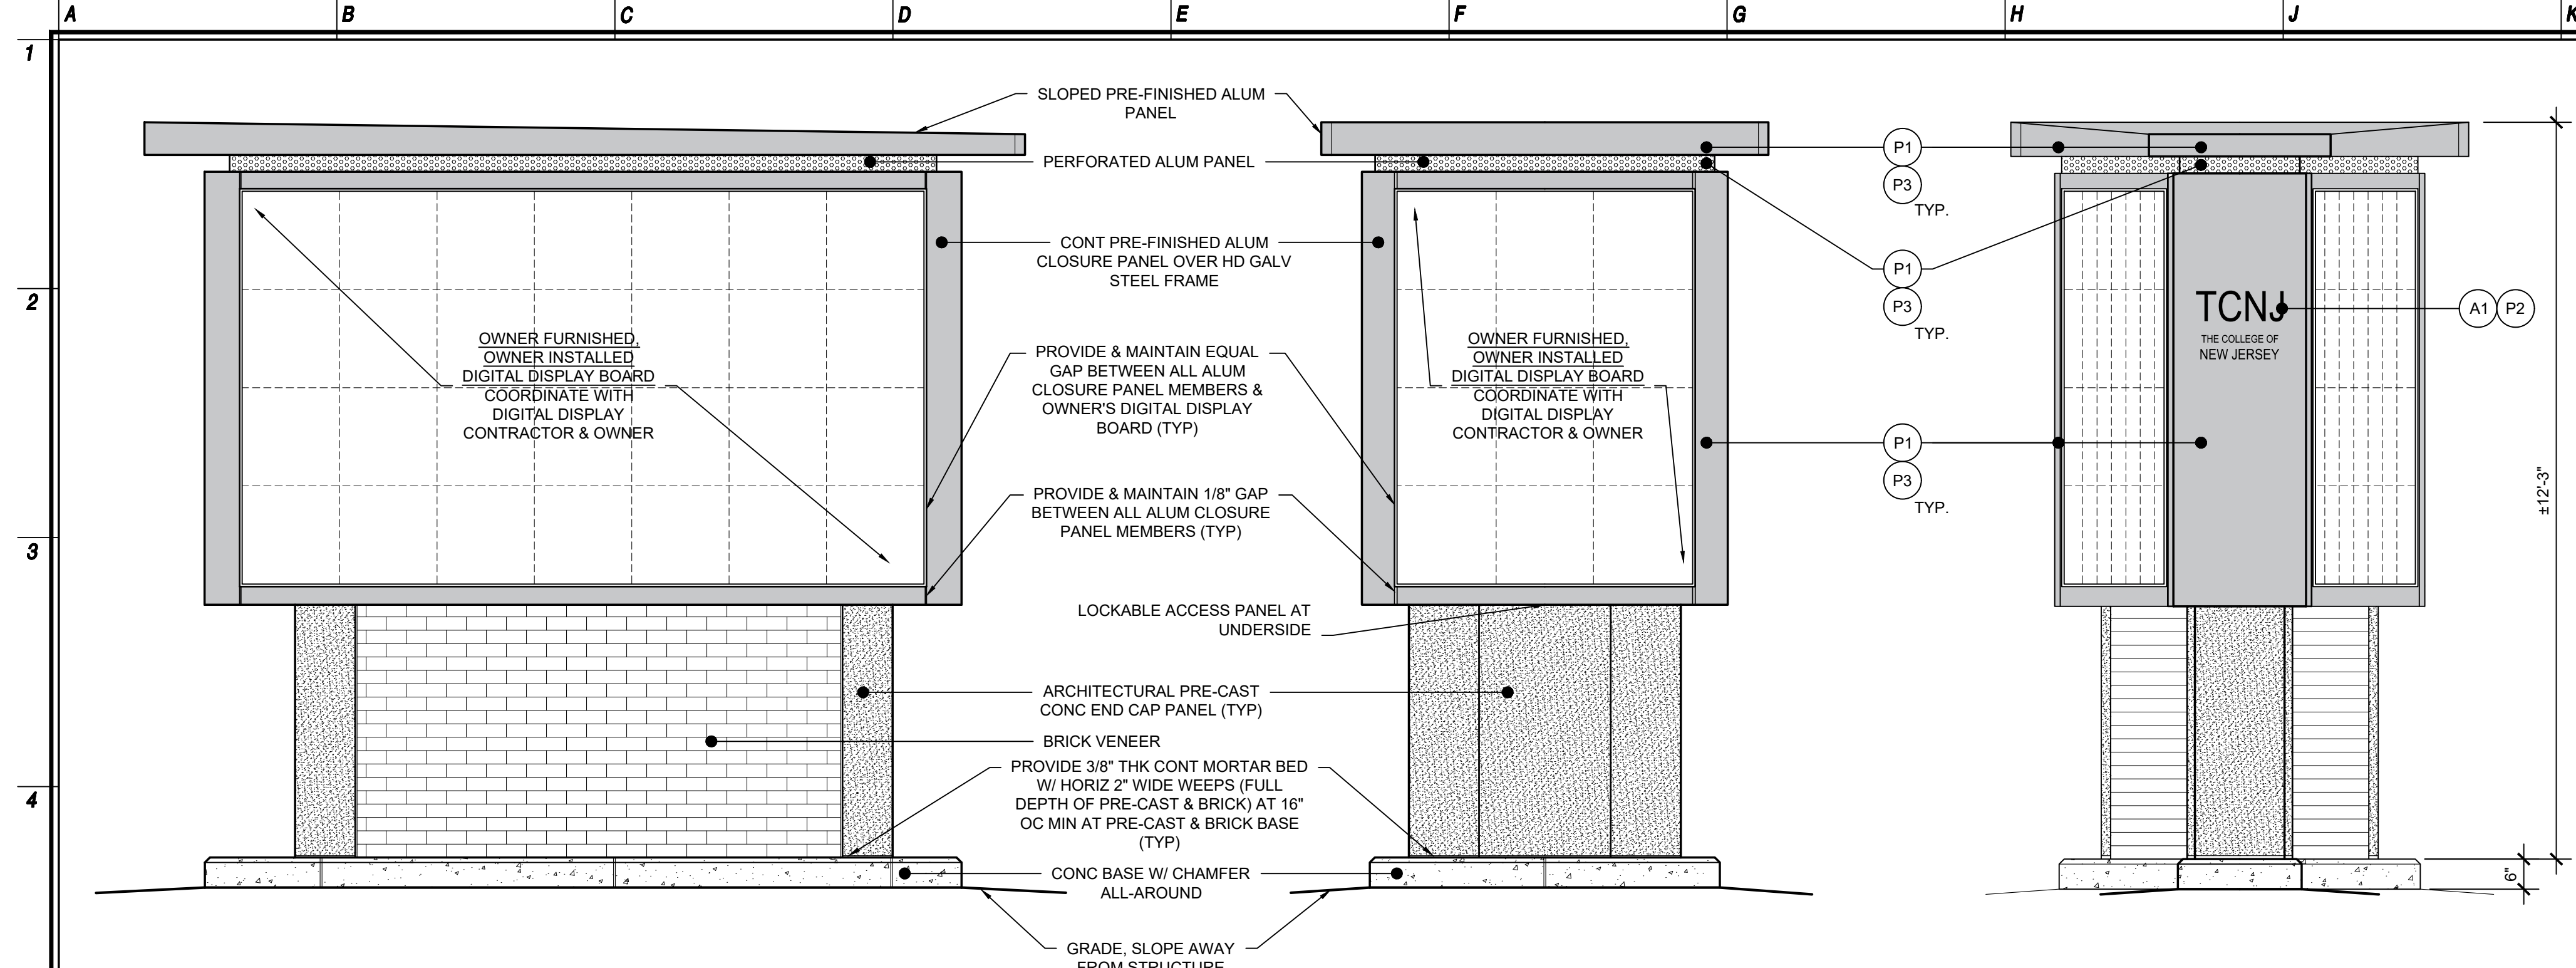 A B C D E F G H J K
1
2
3
4
SLOPED PRE-FINISHED ALUM
PANEL
PERFORATED ALUM PANEL
CONT PRE-FINISHED ALUM
CLOSURE PANEL OVER HD GALV
STEEL FRAME
PROVIDE & MAINTAIN EQUAL
GAP BETWEEN ALL ALUM
CLOSURE PANEL MEMBERS &
OWNER'S DIGITAL DISPLAY
BOARD (TYP)
PROVIDE & MAINTAIN 1/8" GAP
BETWEEN ALL ALUM CLOSURE
PANEL MEMBERS (TYP)
LOCKABLE ACCESS PANEL AT
UNDERSIDE
ARCHITECTURAL PRE-CAST
CONC END CAP PANEL (TYP)
BRICK VENEER
PROVIDE 3/8" THK CONT MORTAR BED
W/ HORIZ 2" WIDE WEEPS (FULL
DEPTH OF PRE-CAST & BRICK) AT 16"
OC MIN AT PRE-CAST & BRICK BASE
(TYP)
CONC BASE W/ CHAMFER
ALL-AROUND
GRADE, SLOPE AWAY
FROM STRUCTURE
OWNER FURNISHED,
OWNER INSTALLED
DIGITAL DISPLAY BOARD
COORDINATE WITH
DIGITAL DISPLAY
CONTRACTOR & OWNER
OWNER FURNISHED,
OWNER INSTALLED
DIGITAL DISPLAY BOARD
COORDINATE WITH
DIGITAL DISPLAY
CONTRACTOR & OWNER
P1
P3
TYP.
P1
P3
TYP.
P1
P3
TYP.
TCNJ
THE COLLEGE OF
NEW JERSEY
A1 P2
±12'-3"
6"